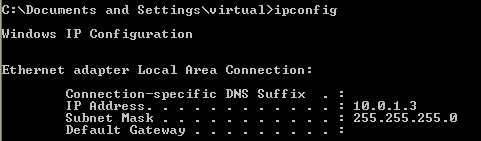 C:\Documents and Settings\virtual>ipconfig
Windows IP Configuration
Ethernet adapter Local Area Connection:
Connection-specific DNS Suffix  . :
IP Address. . . . . . . . . . . . : 10.0.1.3
Subnet Mask . . . . . . . . . . . : 255.255.255.0
Default Gateway . . . . . . . . . :